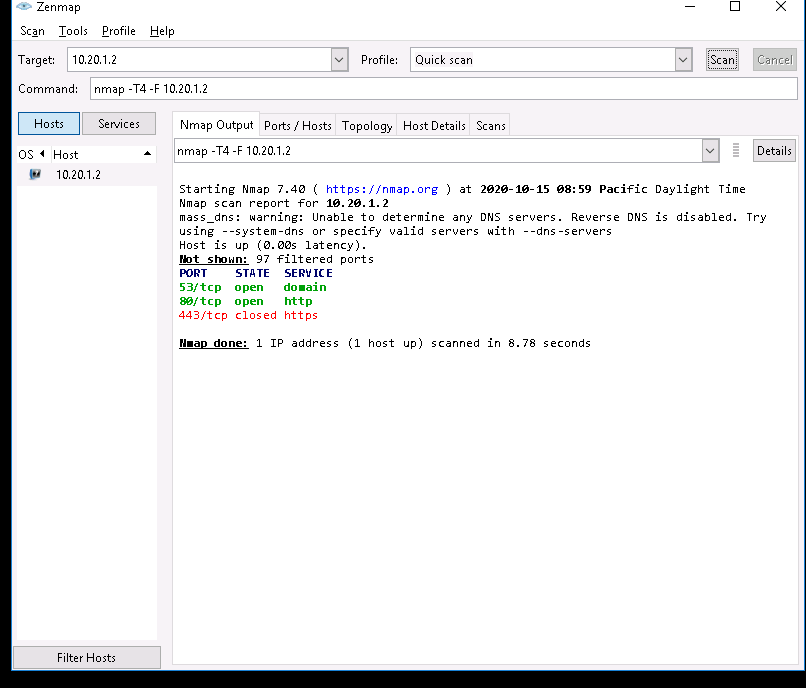 Zenmap
Scan Tools Profile Help
Target: 10.20.1.2 Profile: Quick scan Scan Cancel
Command: nmap -T4 -F 10.20.1.2
Hosts Services
Nmap Output Ports / Hosts Topology Host Details Scans
OS Host
nmap -T4 -F 10.20.1.2 Details
10.20.1.2
Starting Nmap 7.40 ( https://nmap.org ) at 2020-10-15 08:59 Pacific Daylight Time
Nmap scan report for 10.20.1.2
mass_dns: warning: Unable to determine any DNS servers. Reverse DNS is disabled. Try
using --system-dns or specify valid servers with --dns-servers
Host is up (0.00s latency).
Not shown: 97 filtered ports
PORT STATE SERVICE
53/tcp open domain
80/tcp open http
443/tcp closed https
Nmap done: 1 IP address (1 host up) scanned in 8.78 seconds
Filter Hosts